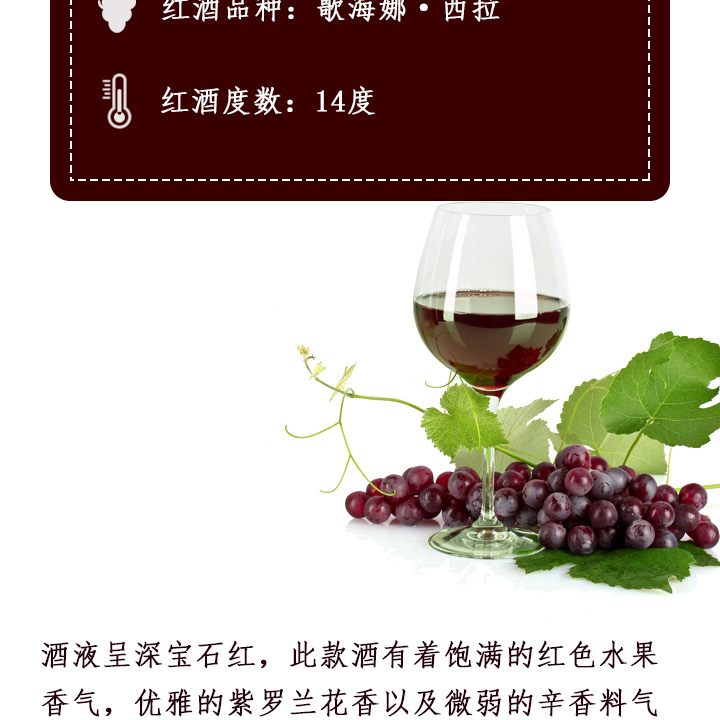 红酒品种：歌海娜·西拉
红酒度数：14度
酒液呈深宝石红，此款酒有着饱满的红色水果
香气，优雅的紫罗兰花香以及微弱的辛香料气